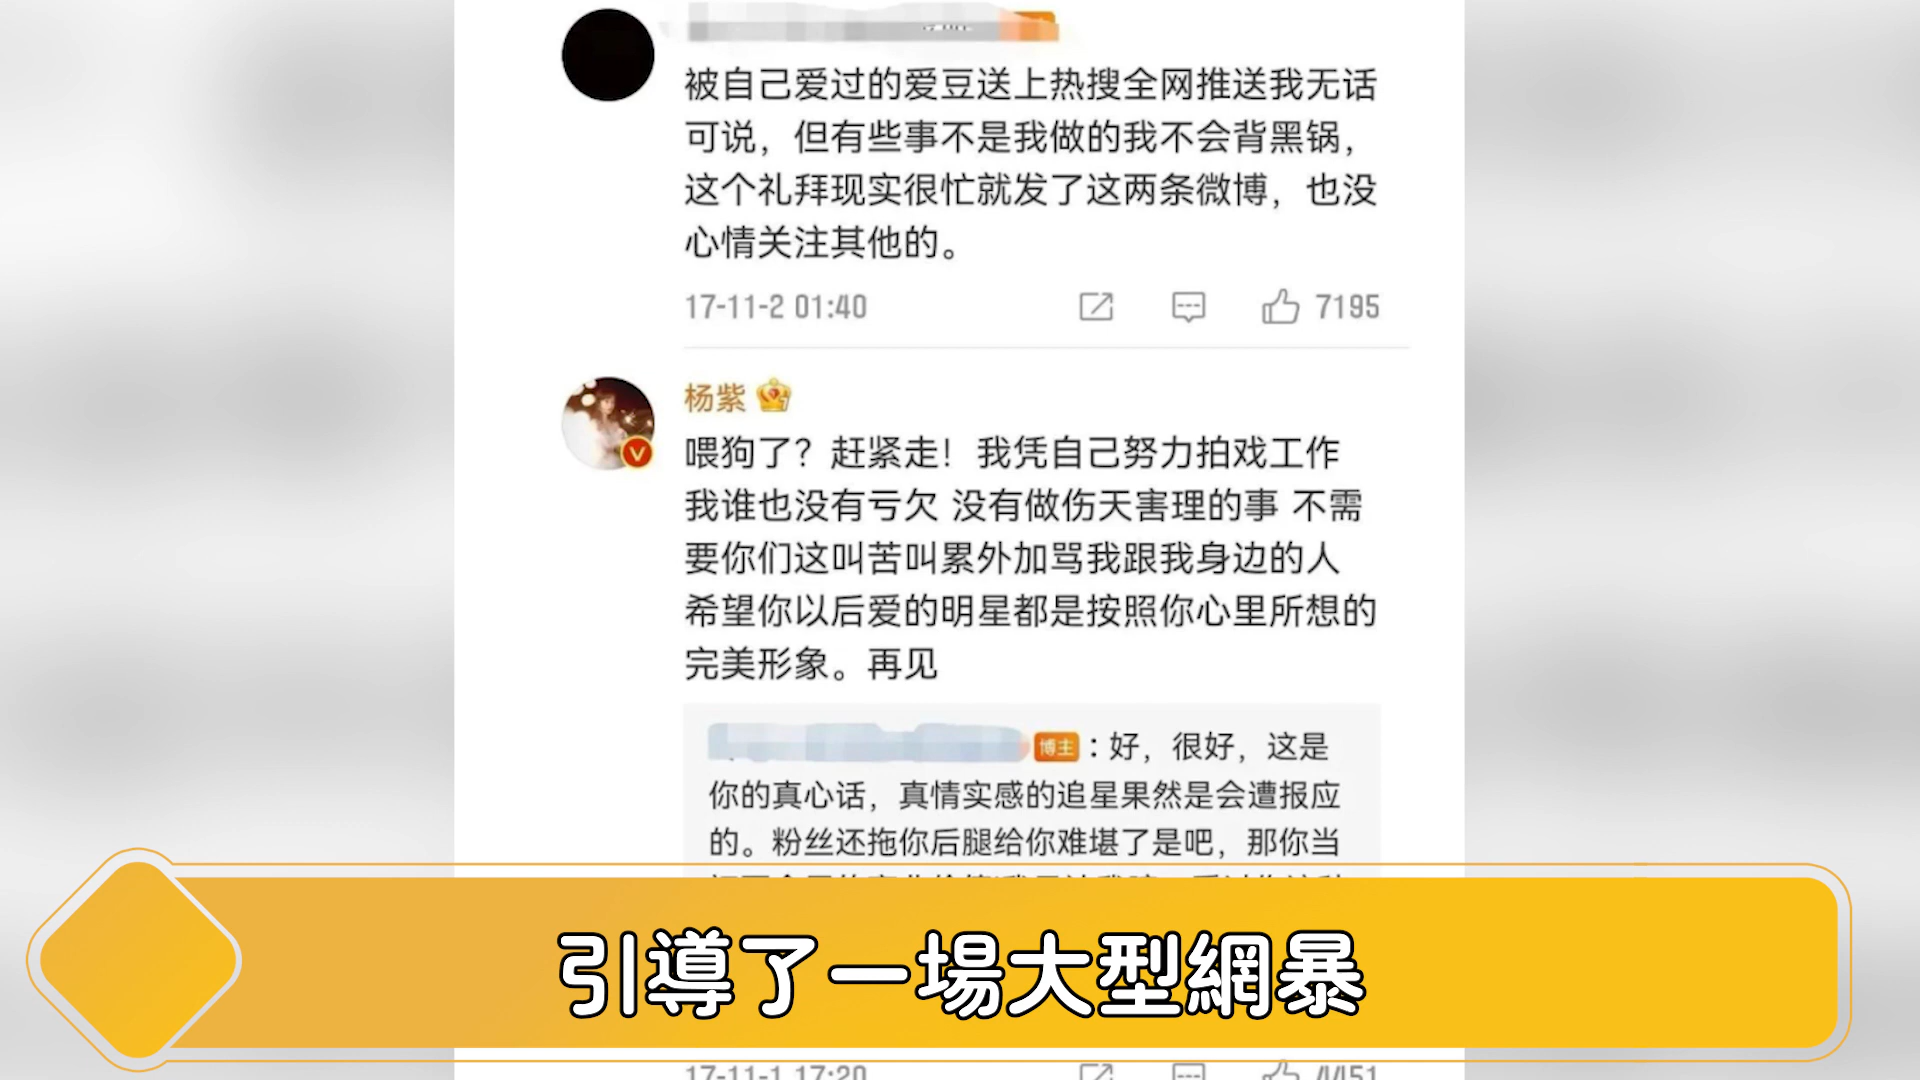 被自己爱过的爱豆送上热搜全网推送我无话
可说，但有些事不是我做的我不会背黑锅，
这个礼拜现实很忙就发了这两条微博，也没
心情关注其他的。
17-11-2 01:40
7195
杨紫
喂狗了？赶紧走！我凭自己努力拍戏工作
我谁也没有亏欠 没有做伤天害理的事 不需
要你们这叫苦叫累外加骂我跟我身边的人
希望你以后爱的明星都是按照你心里所想的
完美形象。再见
博主：好，很好，这是
你的真心话，真情实感的追星果然是会遭报应
的。粉丝还拖你后腿给你难堪了是吧，那你当
引導了一場大型網暴
17-11-1 17:20
4451